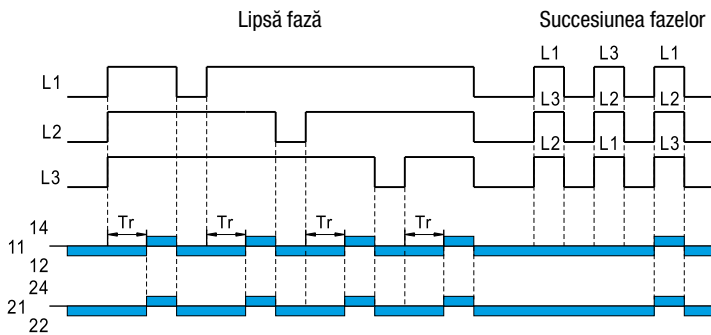 Lipsă fază
Succesiunea fazelor
L1 L3 L1
L1
L3 L2 L2
L2
L2 L1 L3
L3
Tr Tr Tr Tr
14
11
12
24
21
22